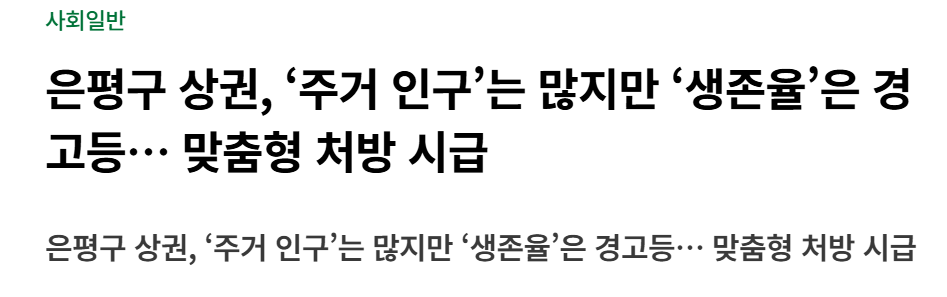 사회일반
은평구 상권, ‘주거 인구’는 많지만 ‘생존율’은 경
고등… 맞춤형 처방 시급
은평구 상권, ‘주거 인구’는 많지만 ‘생존율’은 경고등… 맞춤형 처방 시급